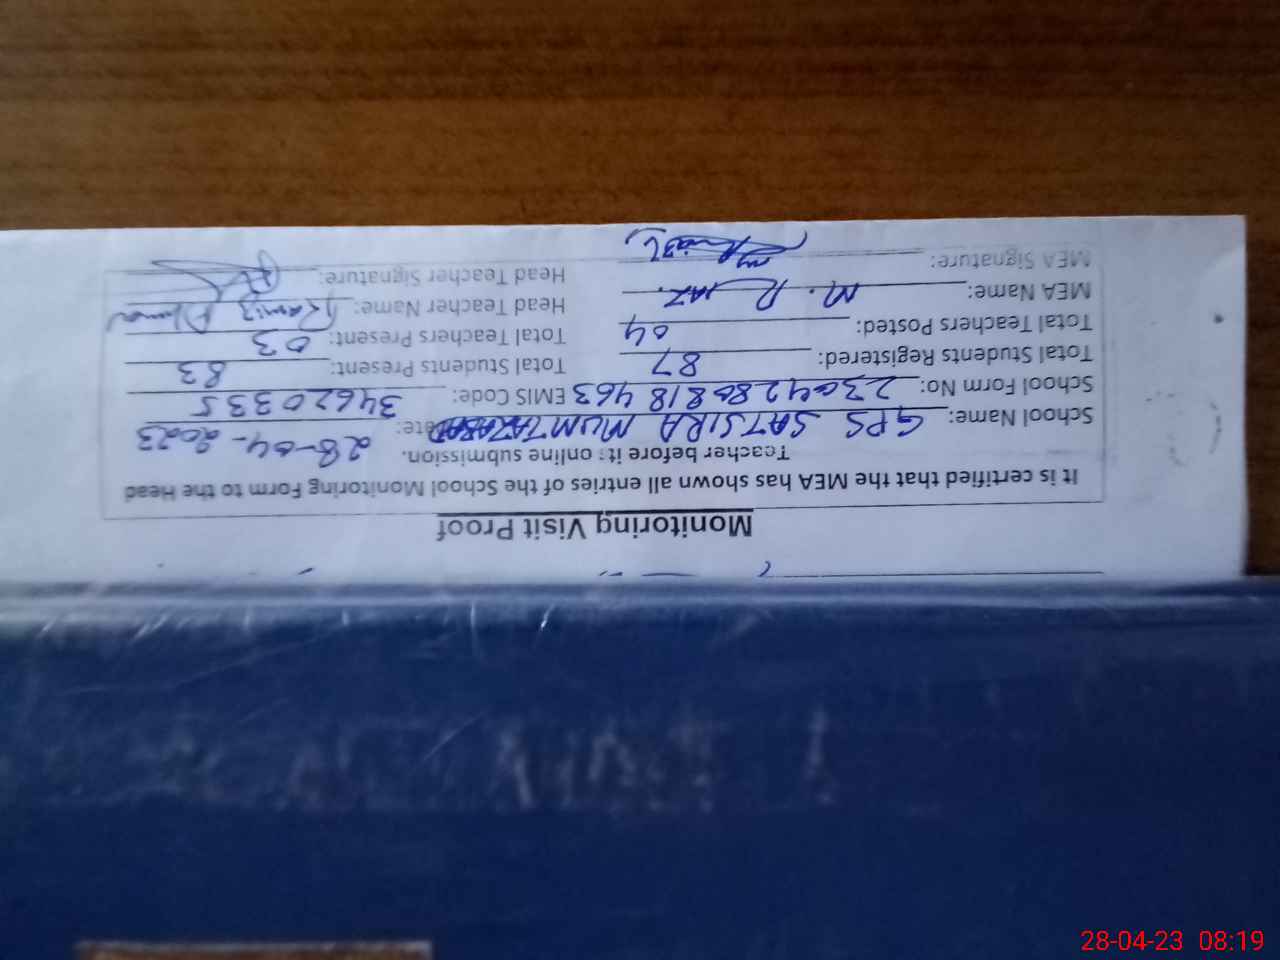 Monitoring Visit Proof
It is certified that the MEA has shown all entries of the School Monitoring Form to the Head
Teacher before it's online submission.
School Name: GPS SATSIRA MUMTAZABAD Date: 28-04-2023
School Form No: 2304280818463 EMIS Code: 34620335
Total Students Registered: 87 Total Students Present: 83
Total Teachers Posted: 04 Total Teachers Present: 03
MEA Name: M. RIAZ. Head Teacher Name: Ramiz
MEA Signature: Head Teacher Signature:
28-04-23 08:19